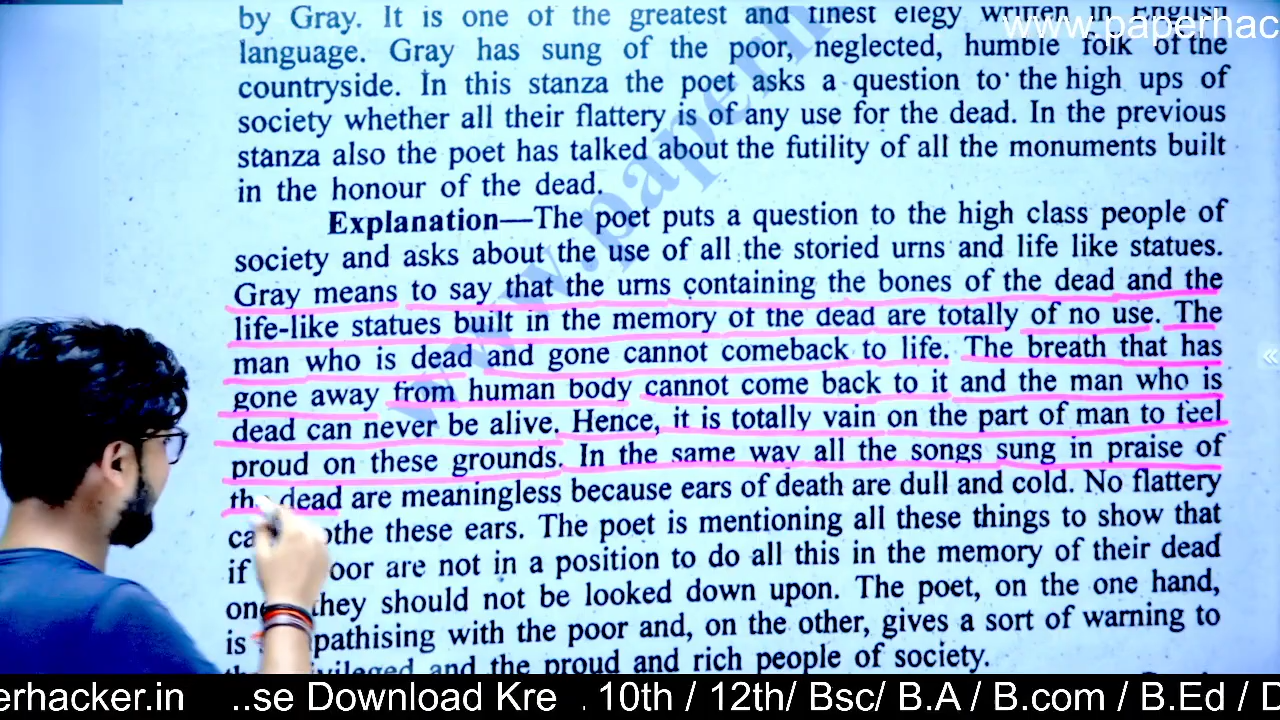 by Gray. It is one of the greatest and finest elegy written in English
www.paperhac
language. Gray has sung of the poor, neglected, humble folk of the
countryside. In this stanza the poet asks a question to the high ups of
society whether all their flattery is of any use for the dead. In the previous
stanza also the poet has talked about the futility of all the monuments built
in the honour of the dead.
Explanation—The poet puts a question to the high class people of
society and asks about the use of all the storied urns and life like statues.
Gray means to say that the urns containing the bones of the dead and the
life-like statues built in the memory of the dead are totally of no use. The
man who is dead and gone cannot comeback to life. The breath that has
gone away from human body cannot come back to it and the man who is
dead can never be alive. Hence, it is totally vain on the part of man to feel
proud on these grounds. In the same way all the songs sung in praise of
the dead are meaningless because ears of death are dull and cold. No flattery
ca othe these ears. The poet is mentioning all these things to show that
if oor are not in a position to do all this in the memory of their dead
one they should not be looked down upon. The poet, on the one hand,
is pathising with the poor and, on the other, gives a sort of warning to
vileged and the proud and rich people of society.
www.paperh
«
erhacker.in ..se Download Kre . 10th / 12th/ Bsc/ B.A / B.com / B.Ed / D